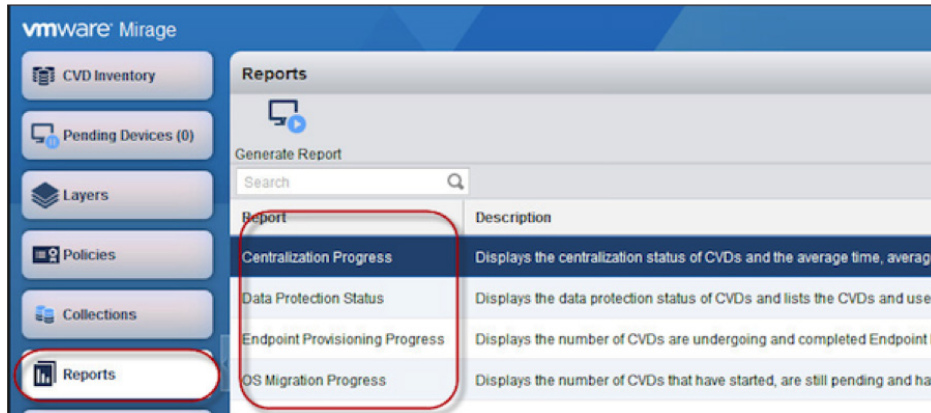 vmware Mirage
CVD Inventory
Pending Devices (0)
Layers
Policies
Collections
Reports
Reports
Generate Report
Search
Report Description
Centralization Progress Displays the centralization status of CVDs and the average time, averag
Data Protection Status Displays the data protection status of CVDs and lists the CVDs and use
Endpoint Provisioning Progress Displays the number of CVDs are undergoing and completed Endpoint
OS Migration Progress Displays the number of CVDs that have started, are still pending and ha